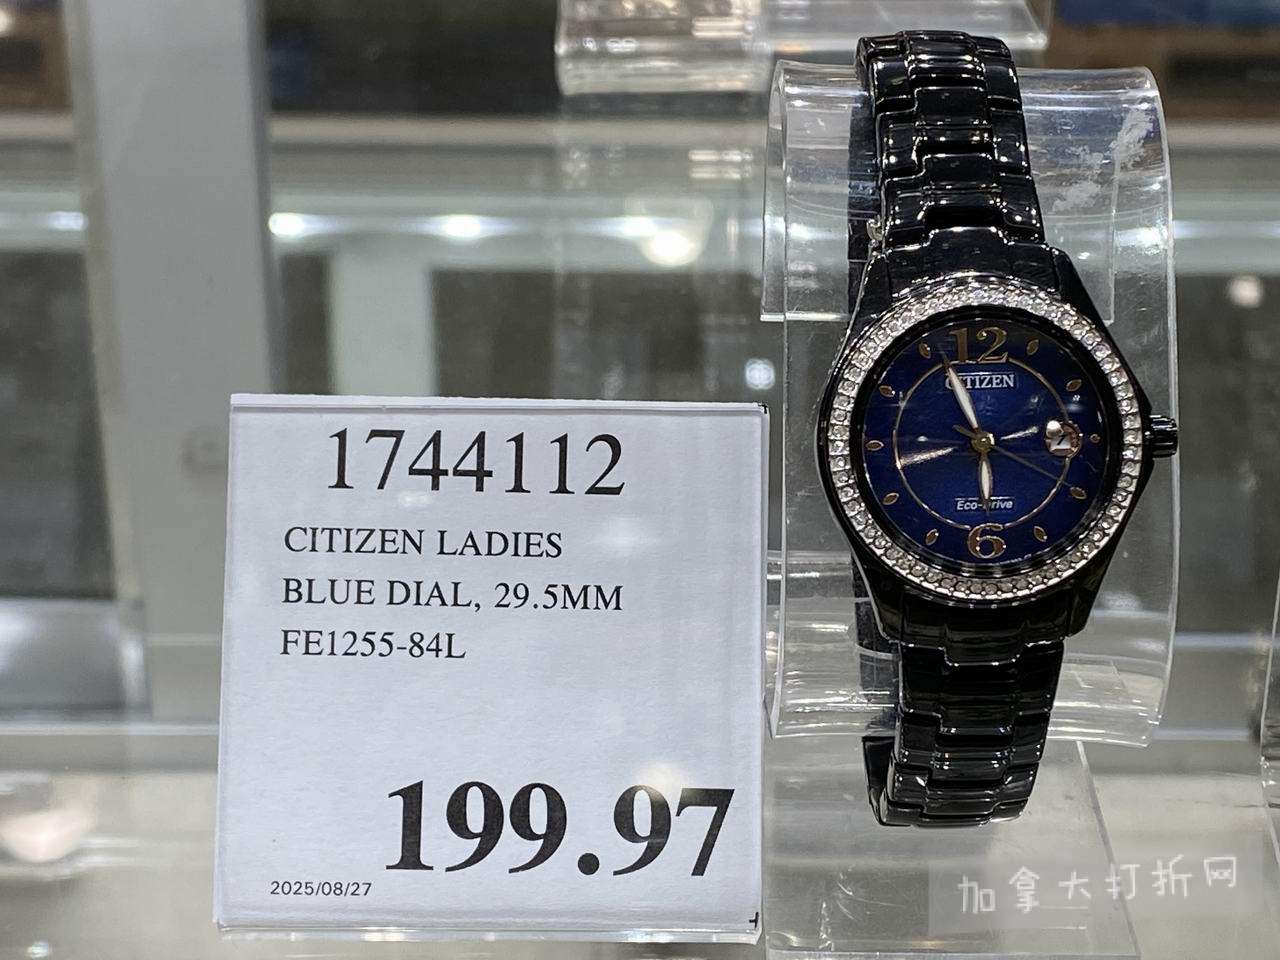 1744112
CITIZEN LADIES
BLUE DIAL, 29.5MM
FE1255-84L
199.97
2025/08/27
12
CITIZEN
Eco-Drive
6
加拿大打折网